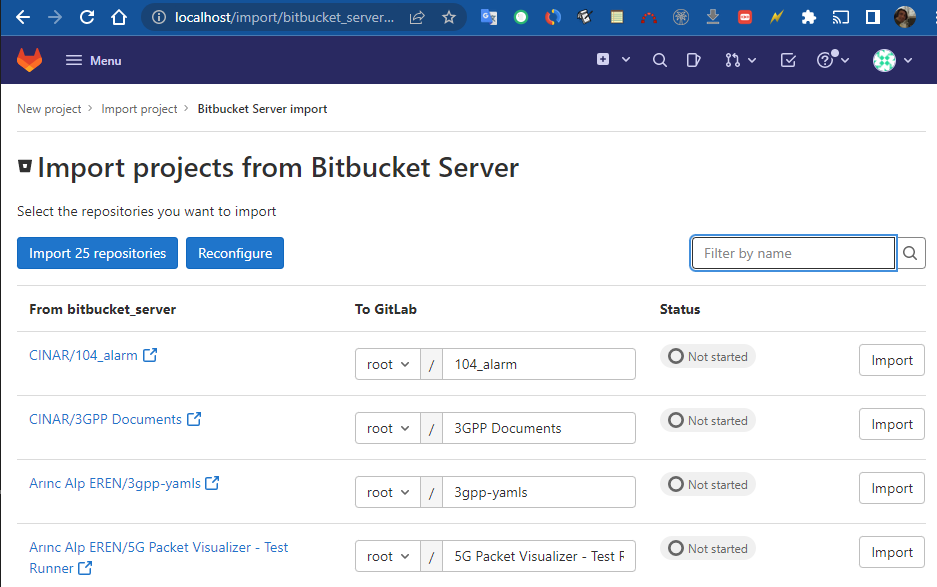 localhost/import/bitbucket_server...
Menu
New project > Import project > Bitbucket Server import
Import projects from Bitbucket Server
Select the repositories you want to import
Import 25 repositories Reconfigure Filter by name
From bitbucket_server To GitLab Status
CINAR/104_alarm root / 104_alarm Not started Import
CINAR/3GPP Documents root / 3GPP Documents Not started Import
Arınc Alp EREN/3gpp-yamls root / 3gpp-yamls Not started Import
Arınc Alp EREN/5G Packet Visualizer - Test
Runner root / 5G Packet Visualizer - Test R Not started Import